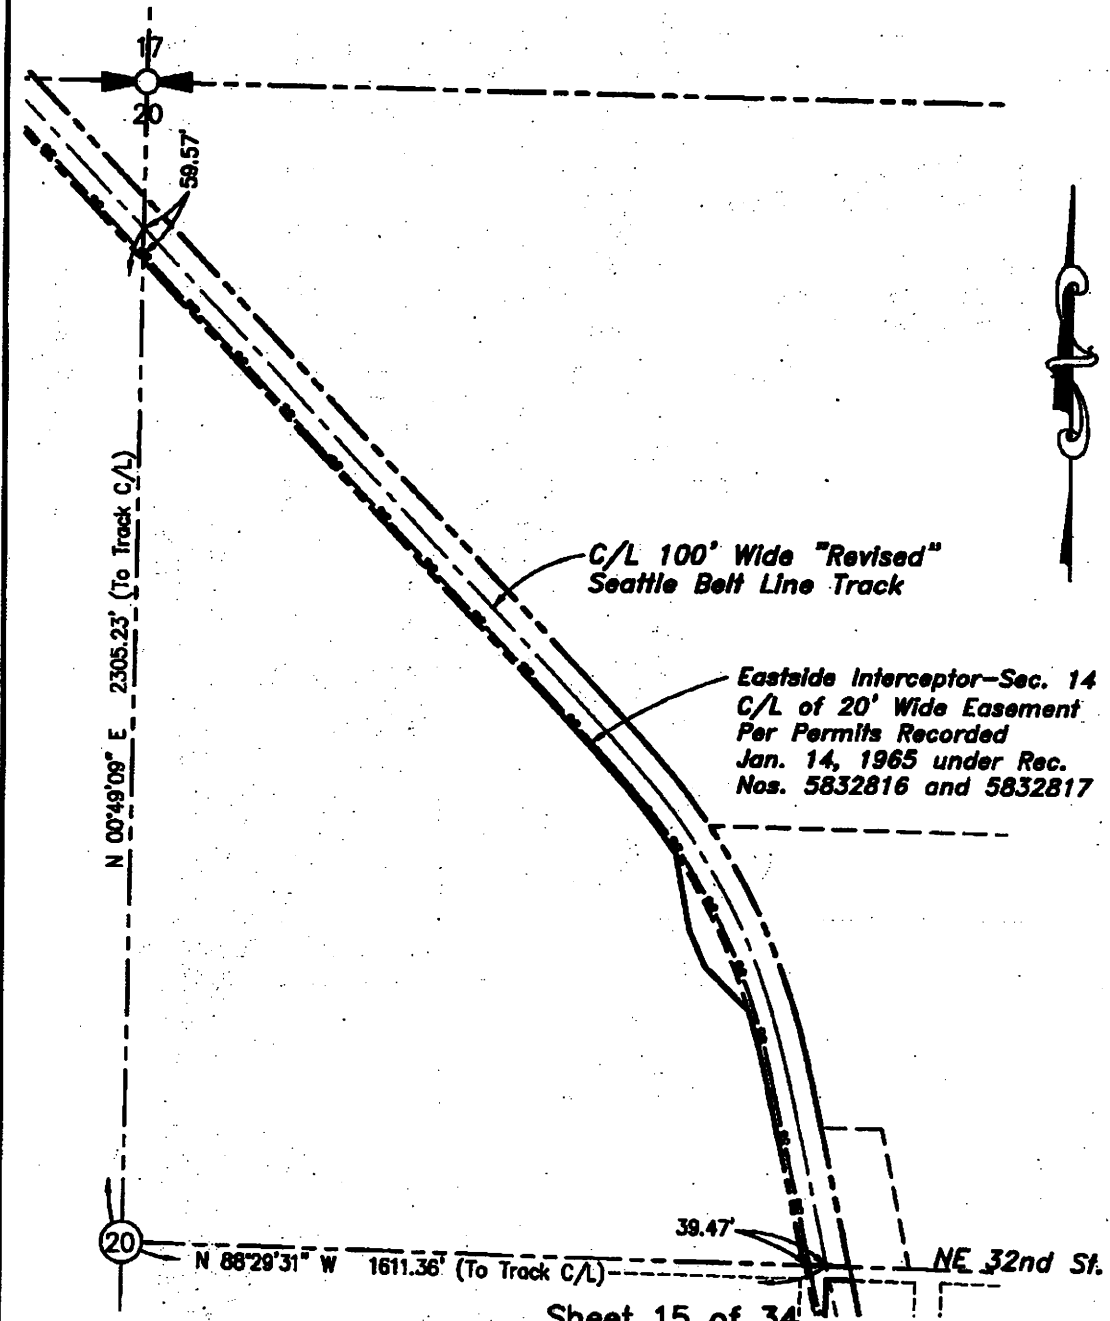 17
20
59.57'
N 00°49'09" E 2305.23' (To Track C/L)
C/L 100' Wide "Revised"
Seattle Belt Line Track
Eastside Interceptor-Sec. 14
C/L of 20' Wide Easement
Per Permits Recorded
Jan. 14, 1965 under Rec.
Nos. 5832816 and 5832817
39.47'
20
N 88°29'31" W 1611.36' (To Track C/L)
NE 32nd St.
Sheet 15 of 34